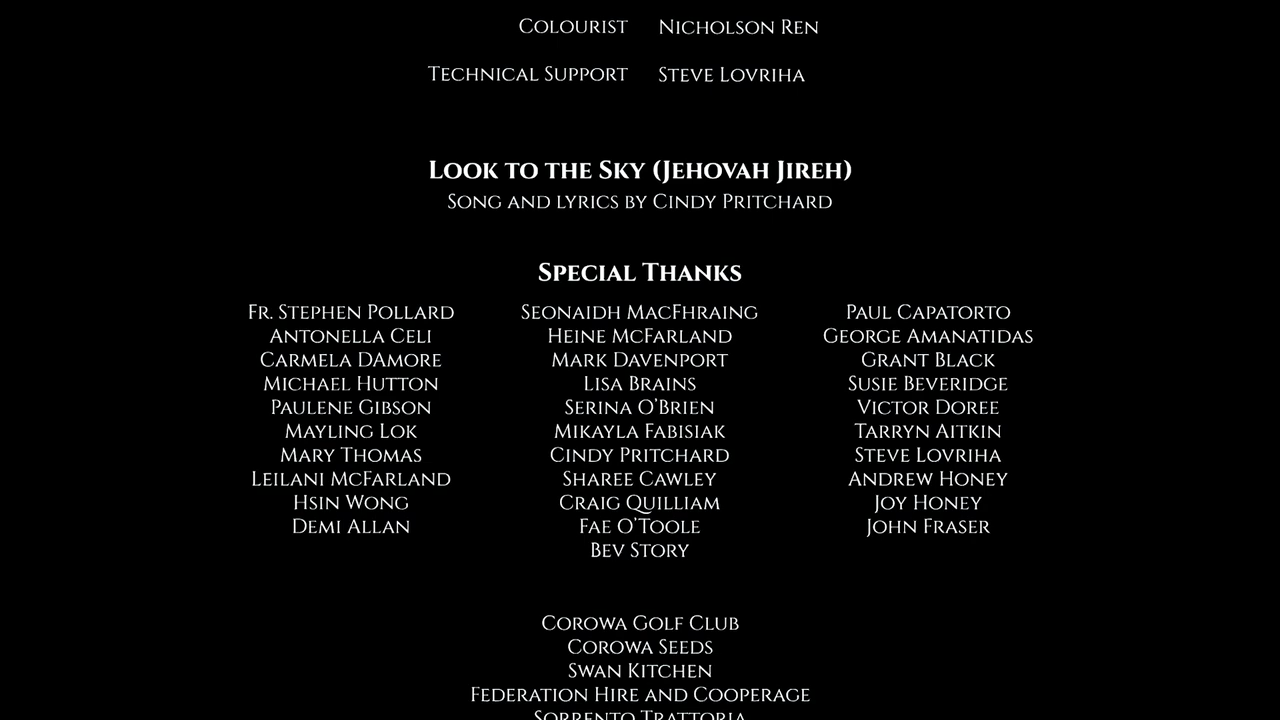 Colourist Nicholson Ren
Technical Support Steve Lovriha
Look to the Sky (Jehovah Jireh)
Song and lyrics by Cindy Pritchard
Special Thanks
Fr. Stephen Pollard Seonaidh MacFhraing Paul Capatorto
Antonella Celi Heine McFarland George Amanatidas
Carmela DAmore Mark Davenport Grant Black
Michael Hutton Lisa Brains Susie Beveridge
Paulene Gibson Serina O'Brien Victor Doree
Mayling Lok Mikayla Fabisiak Tarryn Aitkin
Mary Thomas Cindy Pritchard Steve Lovriha
Leilani McFarland Sharee Cawley Andrew Honey
Hsin Wong Craig Quilliam Joy Honey
Demi Allan Fae O'Toole John Fraser
Bev Story
Corowa Golf Club
Corowa Seeds
Swan Kitchen
Federation Hire and Cooperage
Sorrento Trattoria